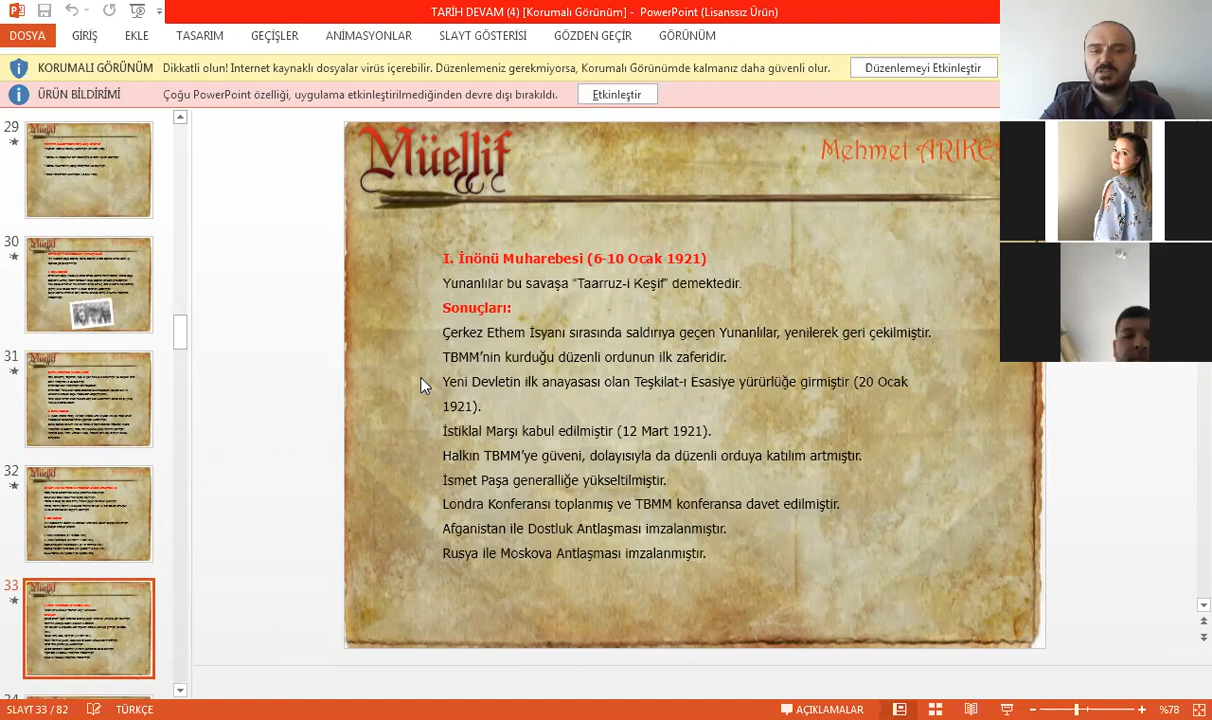 TARİH DEVAM (4) [Korumalı Görünüm] - PowerPoint (Lisanssız Ürün)
DOSYA GİRİŞ EKLE TASARIM GEÇİŞLER ANİMASYONLAR SLAYT GÖSTERİSİ GÖZDEN GEÇİR GÖRÜNÜM
KORUMALI GÖRÜNÜM Dikkatli olun! Internet kaynaklı dosyalar virüs içerebilir. Düzenlemeniz gerekmiyorsa, Korumalı Görünümde kalmanız daha güvenli olur. Düzenlemeyi Etkinleştir
ÜRÜN BİLDİRİMİ Çoğu PowerPoint özelliği, uygulama etkinleştirilmediğinden devre dışı bırakıldı. Etkinleştir
29
30
31
32
33
Müellif
Mehmet ARIKE
I. İnönü Muharebesi (6-10 Ocak 1921)
Yunanlılar bu savaşa "Taarruz-i Keşif" demektedir.
Sonuçları:
Çerkez Ethem İsyanı sırasında saldırıya geçen Yunanlılar, yenilerek geri çekilmiştir.
TBMM'nin kurduğu düzenli ordunun ilk zaferidir.
Yeni Devletin ilk anayasası olan Teşkilat-ı Esasiye yürürlüğe girmiştir (20 Ocak
1921).
İstiklal Marşı kabul edilmiştir (12 Mart 1921).
Halkın TBMM'ye güveni, dolayısıyla da düzenli orduya katılım artmıştır.
İsmet Paşa generalliğe yükseltilmiştir.
Londra Konferansı toplanmış ve TBMM konferansa davet edilmiştir.
Afganistan ile Dostluk Antlaşması imzalanmıştır.
Rusya ile Moskova Antlaşması imzalanmıştır.
SLAYT 33 / 82 TÜRKÇE AÇIKLAMALAR %78